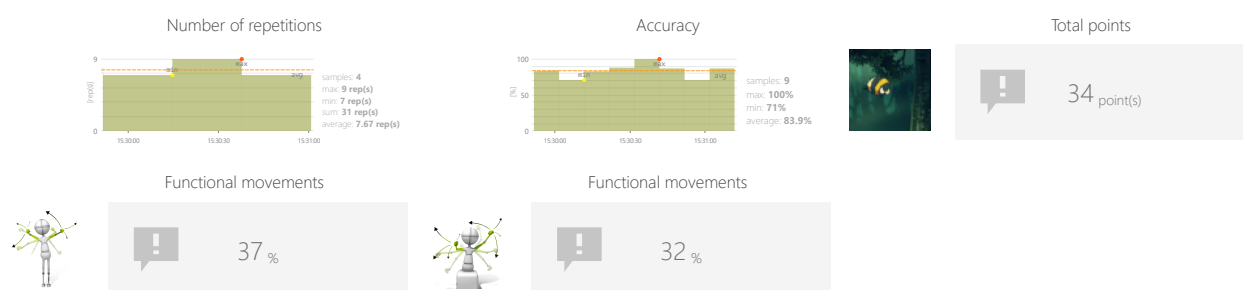 Number of repetitions
9
0
[rep(s)]
min
max
avg
15:30:00
15:30:30
15:31:00
samples: 4
max: 9 rep(s)
min: 7 rep(s)
sum: 31 rep(s)
average: 7.67 rep(s)
Accuracy
100
50
0
[%]
min
max
avg
15:30:00
15:30:30
15:31:00
samples: 9
max: 100%
min: 71%
average: 83.9%
Total points
34 point(s)
Functional movements
37 %
Functional movements
32 %